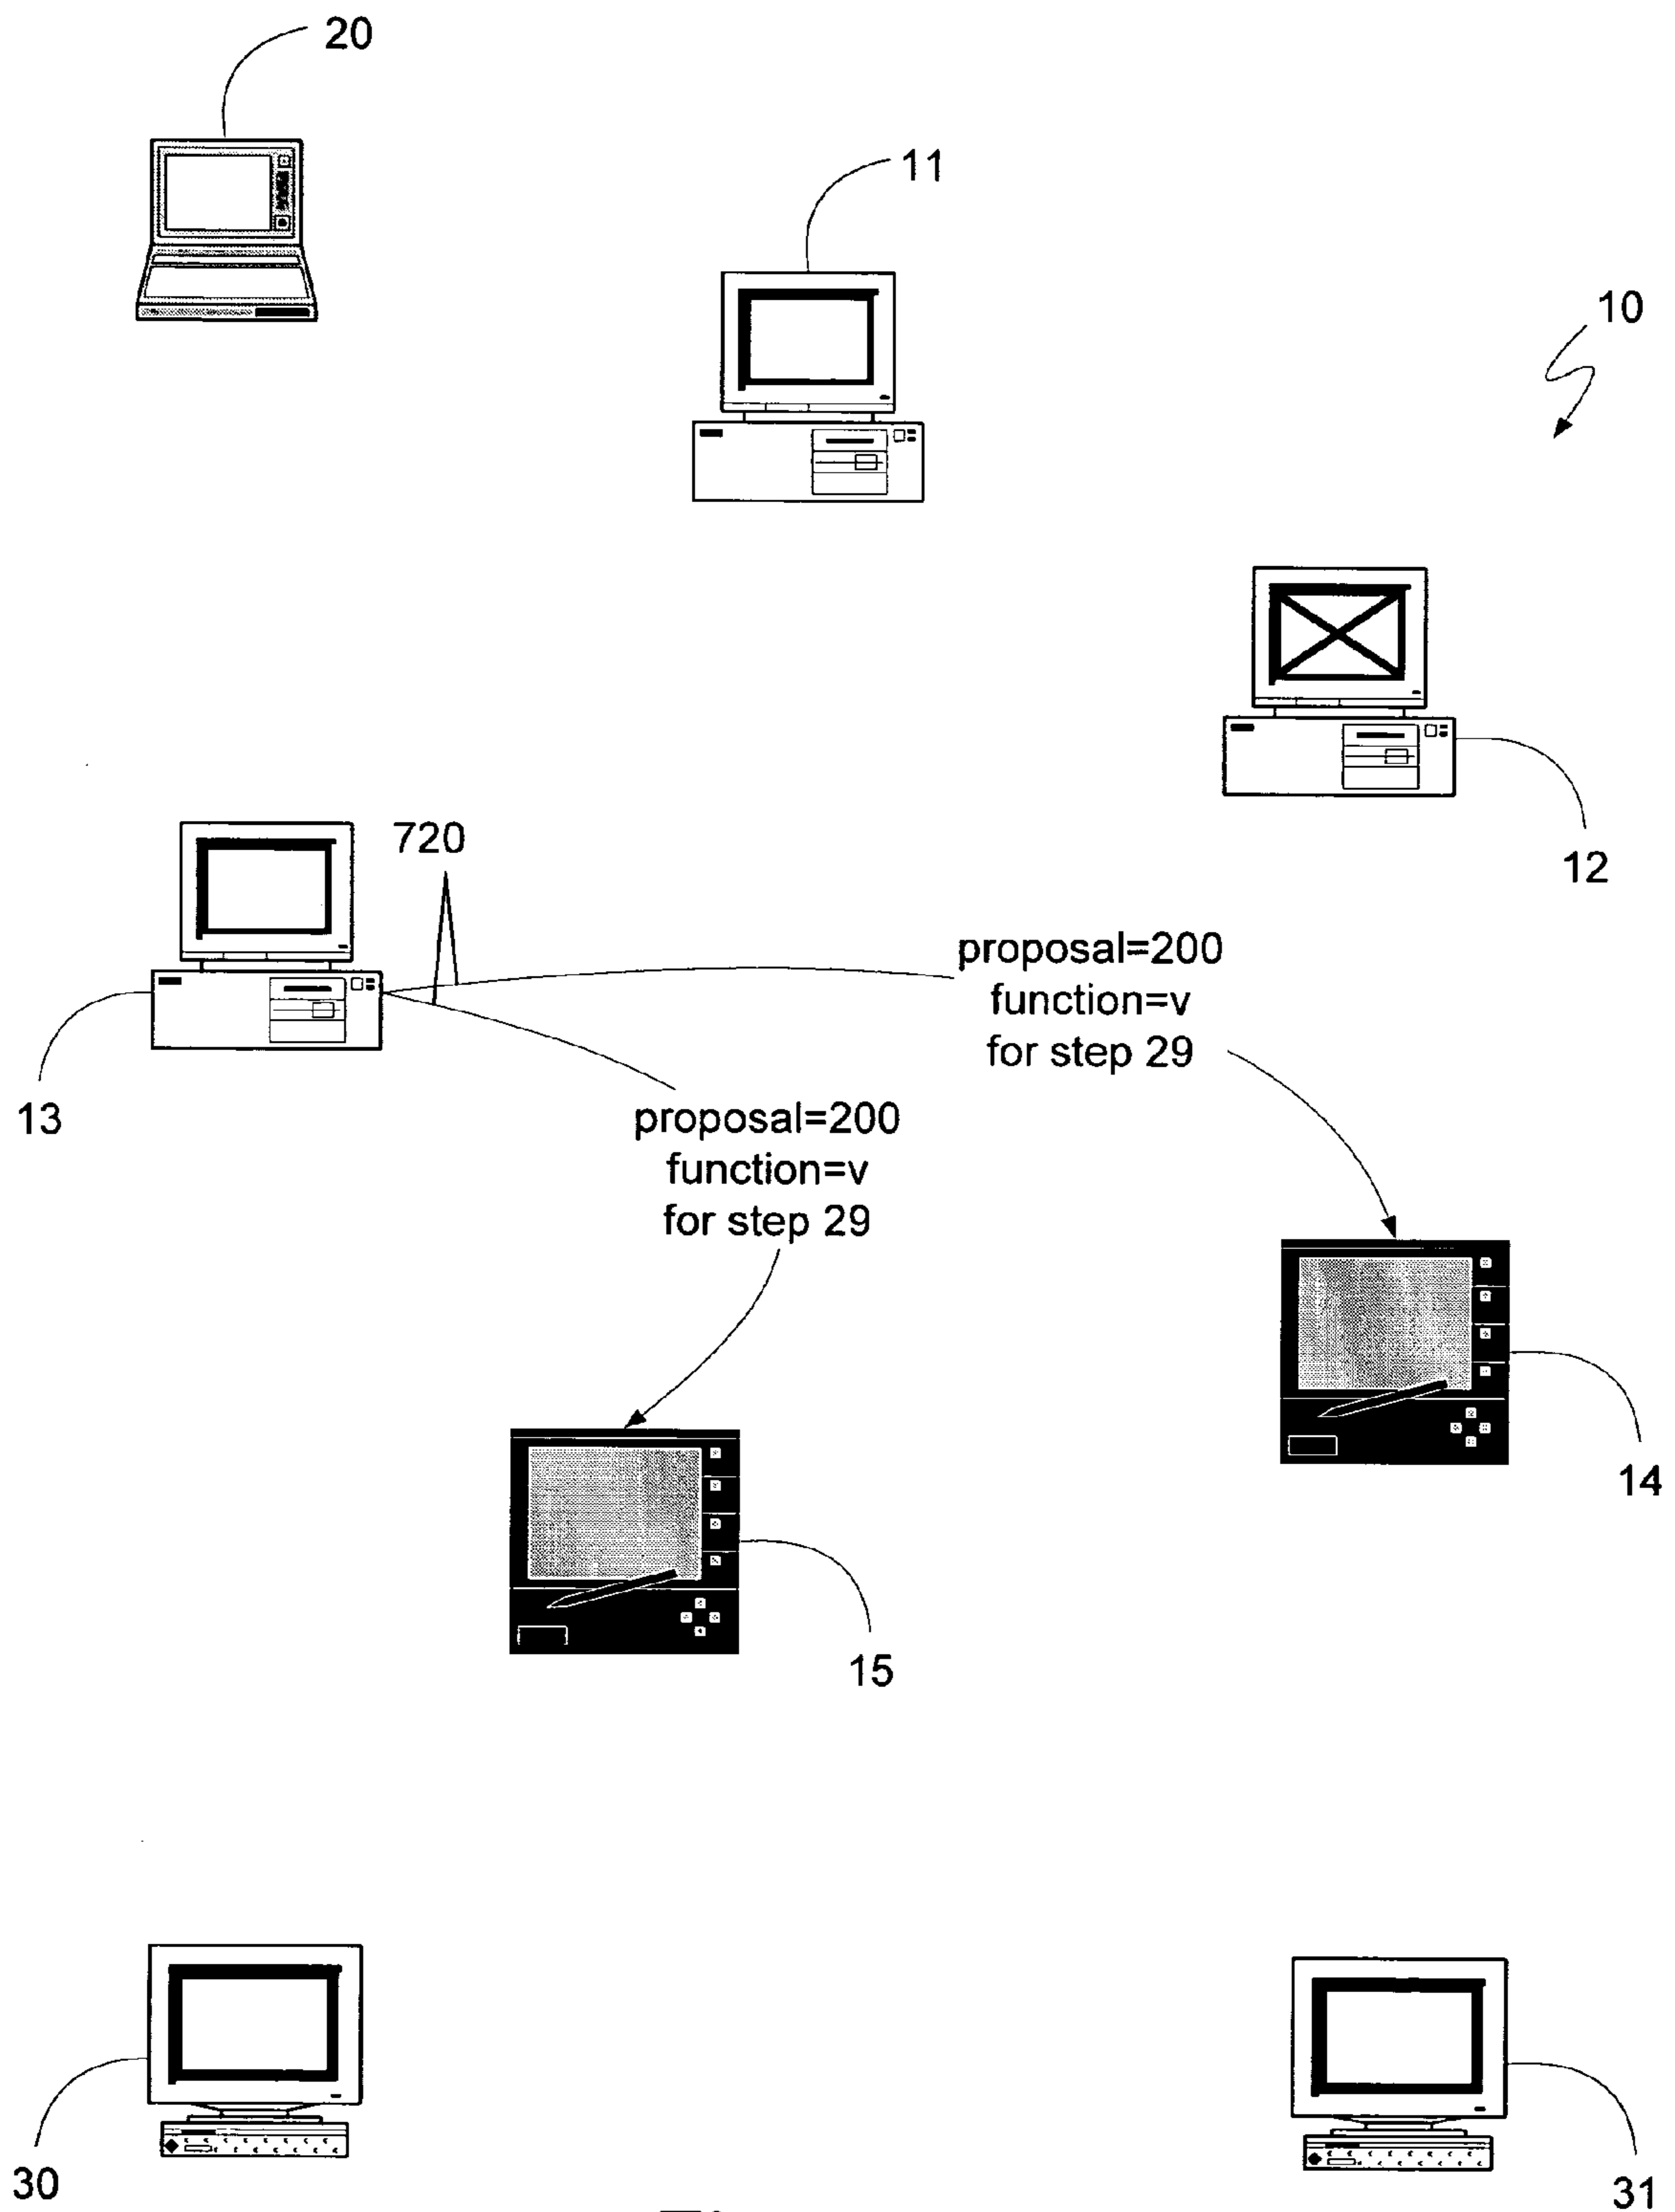 20
11
10
12
720
proposal=200
function=v
for step 29
13
proposal=200
function=v
for step 29
14
15
30
31